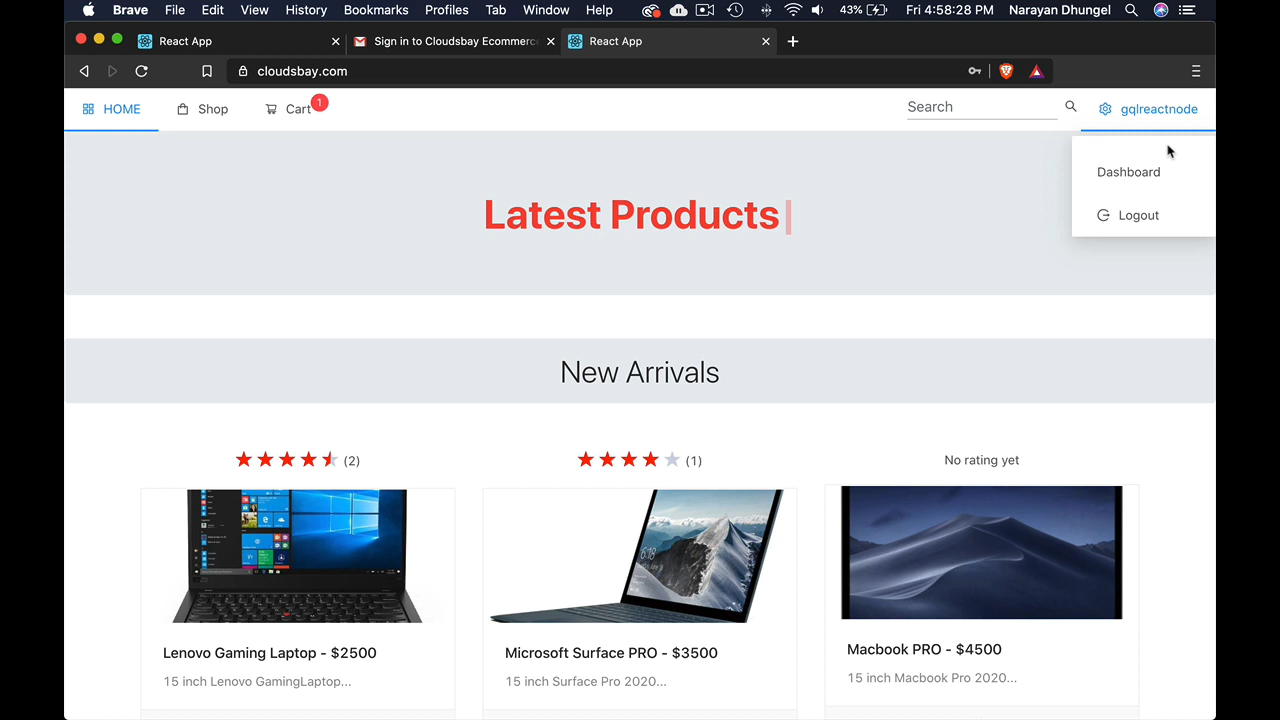 Brave File Edit View History Bookmarks Profiles Tab Window Help 43% Fri 4:58:28 PM Narayan Dhungel
React App Sign in to Cloudsbay Ecommerc React App
cloudsbay.com
HOME Shop Cart 1 Search gqlreactnode
Dashboard
Logout
Latest Products
New Arrivals
(2) (1) No rating yet
Lenovo Gaming Laptop - $2500 Microsoft Surface PRO - $3500 Macbook PRO - $4500
15 inch Lenovo GamingLaptop... 15 inch Surface Pro 2020... 15 inch Macbook Pro 2020...